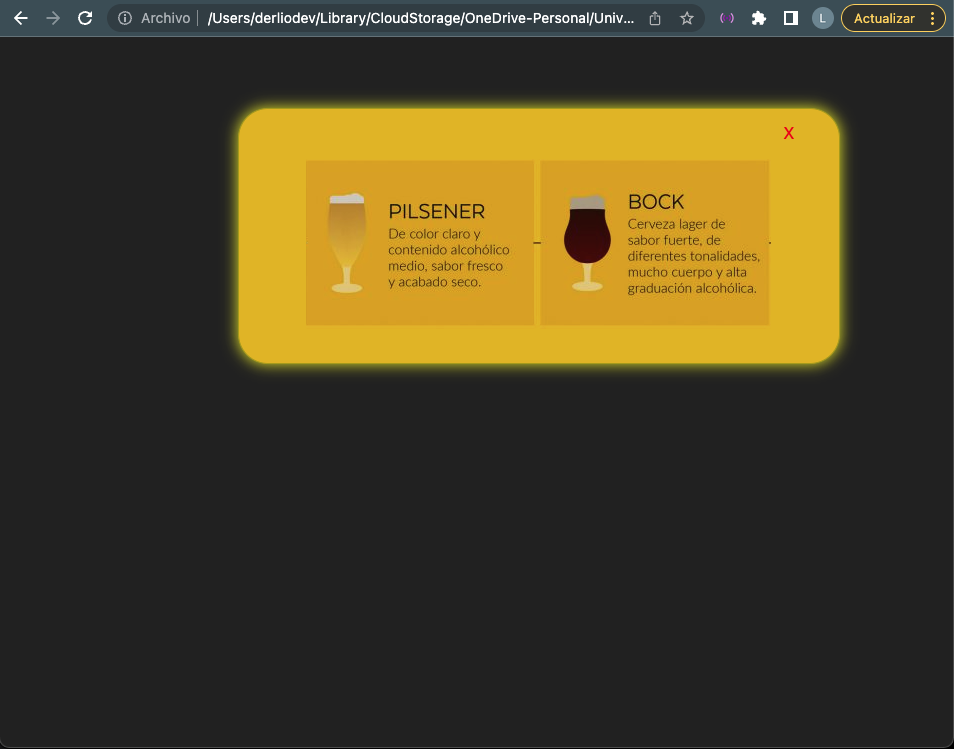 Archivo /Users/derliodev/Library/CloudStorage/OneDrive-Personal/Univ... L Actualizar
X
PILSENER
De color claro y
contenido alcohólico
medio, sabor fresco
y acabado seco.
BOCK
Cerveza lager de
sabor fuerte, de
diferentes tonalidades,
mucho cuerpo y alta
graduación alcohólica.